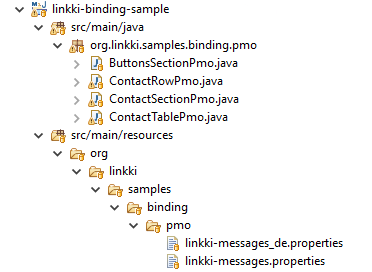 linkki-binding-sample
src/main/java
org.linkki.samples.binding.pmo
ButtonsSectionPmo.java
ContactRowPmo.java
ContactSectionPmo.java
ContactTablePmo.java
src/main/resources
org
linkki
samples
binding
pmo
linkki-messages_de.properties
linkki-messages.properties